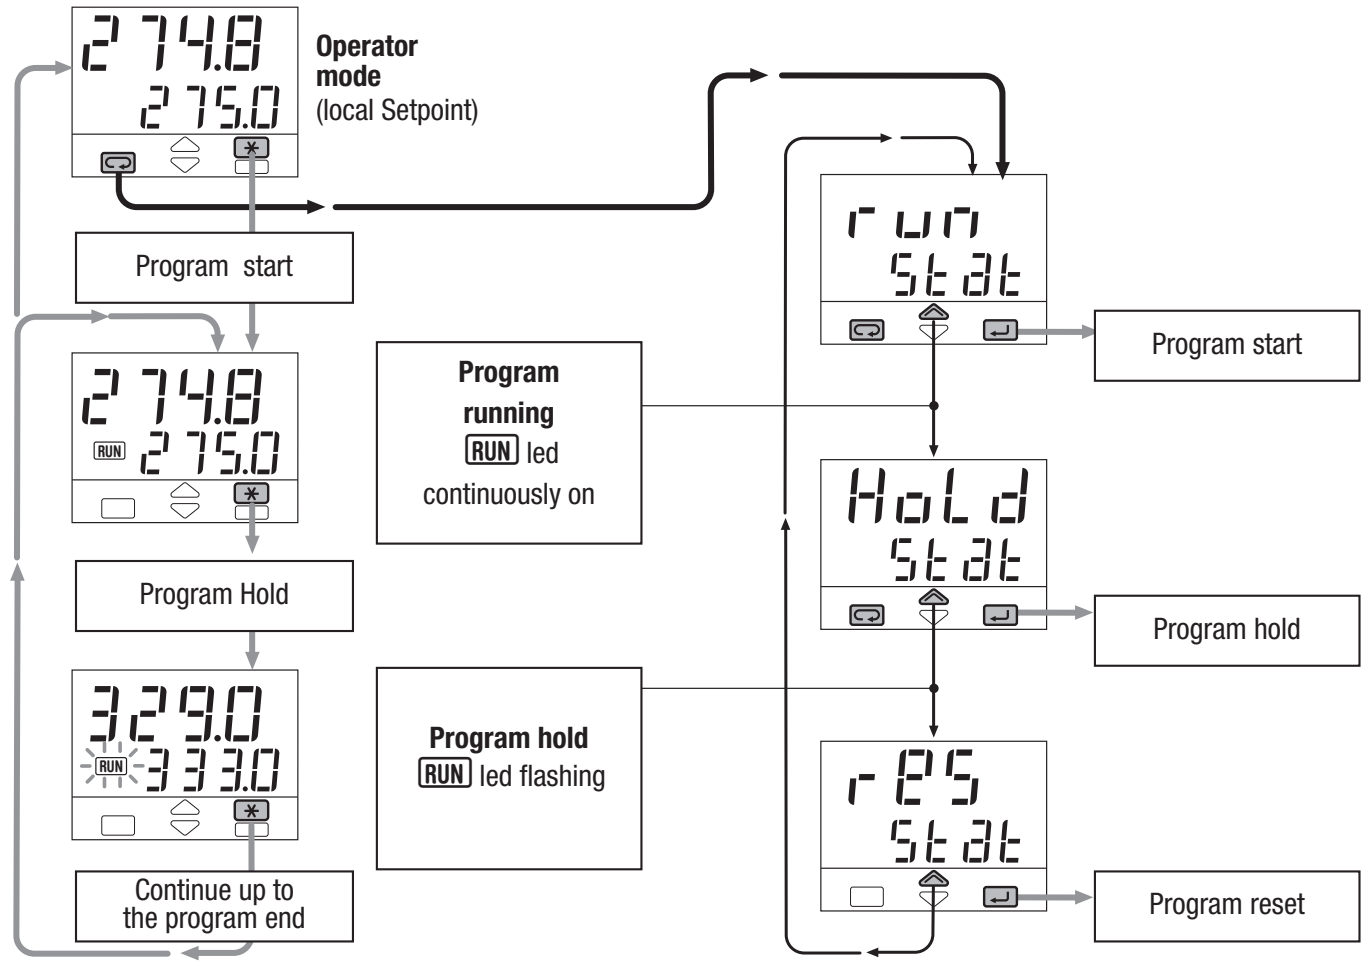 274.8
275.0
Operator
mode
(local Setpoint)
Program start
274.8
RUN 275.0
Program Hold
329.0
RUN 333.0
Continue up to
the program end
Program
running
RUN led
continuously on
Program hold
RUN led flashing
run
Stat
Program start
HoLd
Stat
Program hold
rES
Stat
Program reset